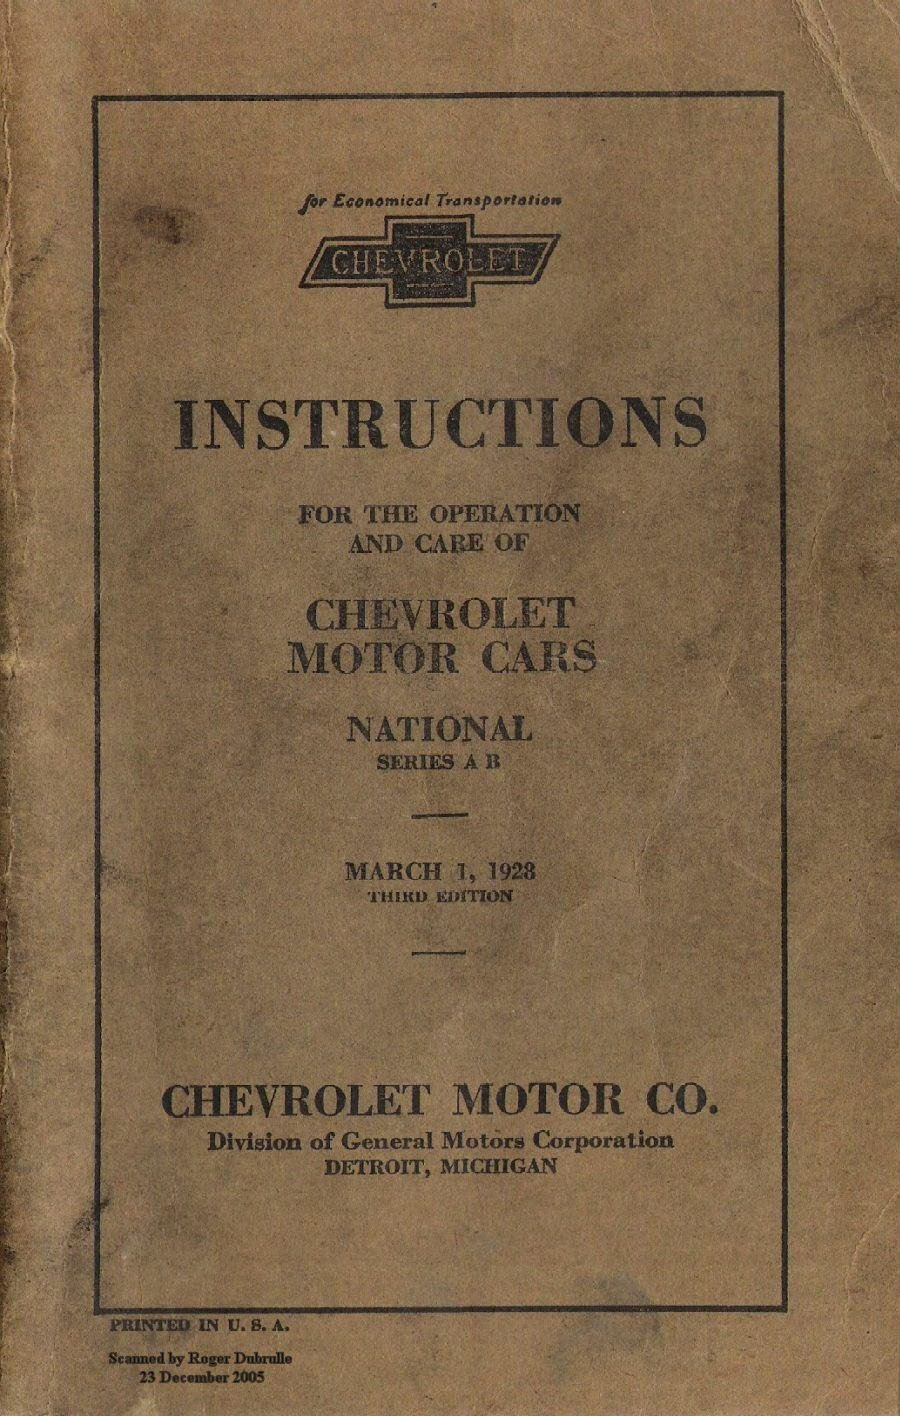 for Economical Transportation
CHEVROLET
INSTRUCTIONS
FOR THE OPERATION
AND CARE OF
CHEVROLET
MOTOR CARS
NATIONAL
SERIES A B
MARCH 1, 1928
THIRD EDITION
CHEVROLET MOTOR CO.
Division of General Motors Corporation
DETROIT, MICHIGAN
PRINTED IN U. S. A.
Scanned by Roger Dubrulle
23 December 2005